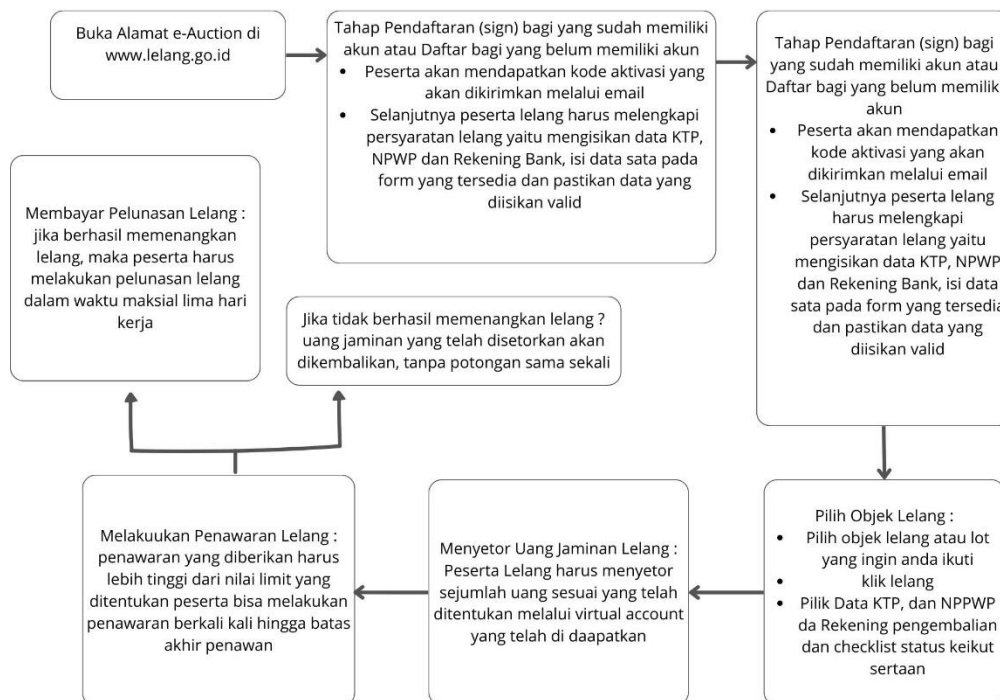 Buka Alamat e-Auction di
www.lelang.go.id
Tahap Pendaftaran (sign) bagi yang sudah memiliki
akun atau Daftar bagi yang belum memiliki akun
• Peserta akan mendapatkan kode aktivasi yang
akan dikirimkan melalui email
• Selanjutnya peserta lelang harus melengkapi
persyaratan lelang yaitu mengisikan data KTP,
NPWP dan Rekening Bank, isi data sata pada
form yang tersedia dan pastikan data yang
diisikan valid
Tahap Pendaftaran (sign) bagi
yang sudah memiliki akun atau
Daftar bagi yang belum memiliki
akun
• Peserta akan mendapatkan
kode aktivasi yang akan
dikirimkan melalui email
• Selanjutnya peserta lelang
harus melengkapi
persyaratan lelang yaitu
mengisikan data KTP, NPWP
dan Rekening Bank, isi data
sata pada form yang tersedia
dan pastikan data yang
diisikan valid
Pilih Objek Lelang :
• Pilih objek lelang atau lot
yang ingin anda ikuti
• klik lelang
• Pilik Data KTP, dan NPPWP
da Rekening pengembalian
dan checklist status keikut
sertaan
Menyetor Uang Jaminan Lelang :
Peserta Lelang harus menyetor
sejumlah uang sesuai yang telah
ditentukan melalui virtual account
yang telah di daapatkan
Melakuukan Penawaran Lelang :
penawaran yang diberikan harus
lebih tinggi dari nilai limit yang
ditentukan peserta bisa melakukan
penawaran berkali kali hingga batas
akhir penawan
Membayar Pelunasan Lelang :
jika berhasil memenangkan
lelang, maka peserta harus
melakukan pelunasan lelang
dalam waktu maksial lima hari
kerja
Jika tidak berhasil memenangkan lelang ?
uang jaminan yang telah disetorkan akan
dikembalikan, tanpa potongan sama sekali